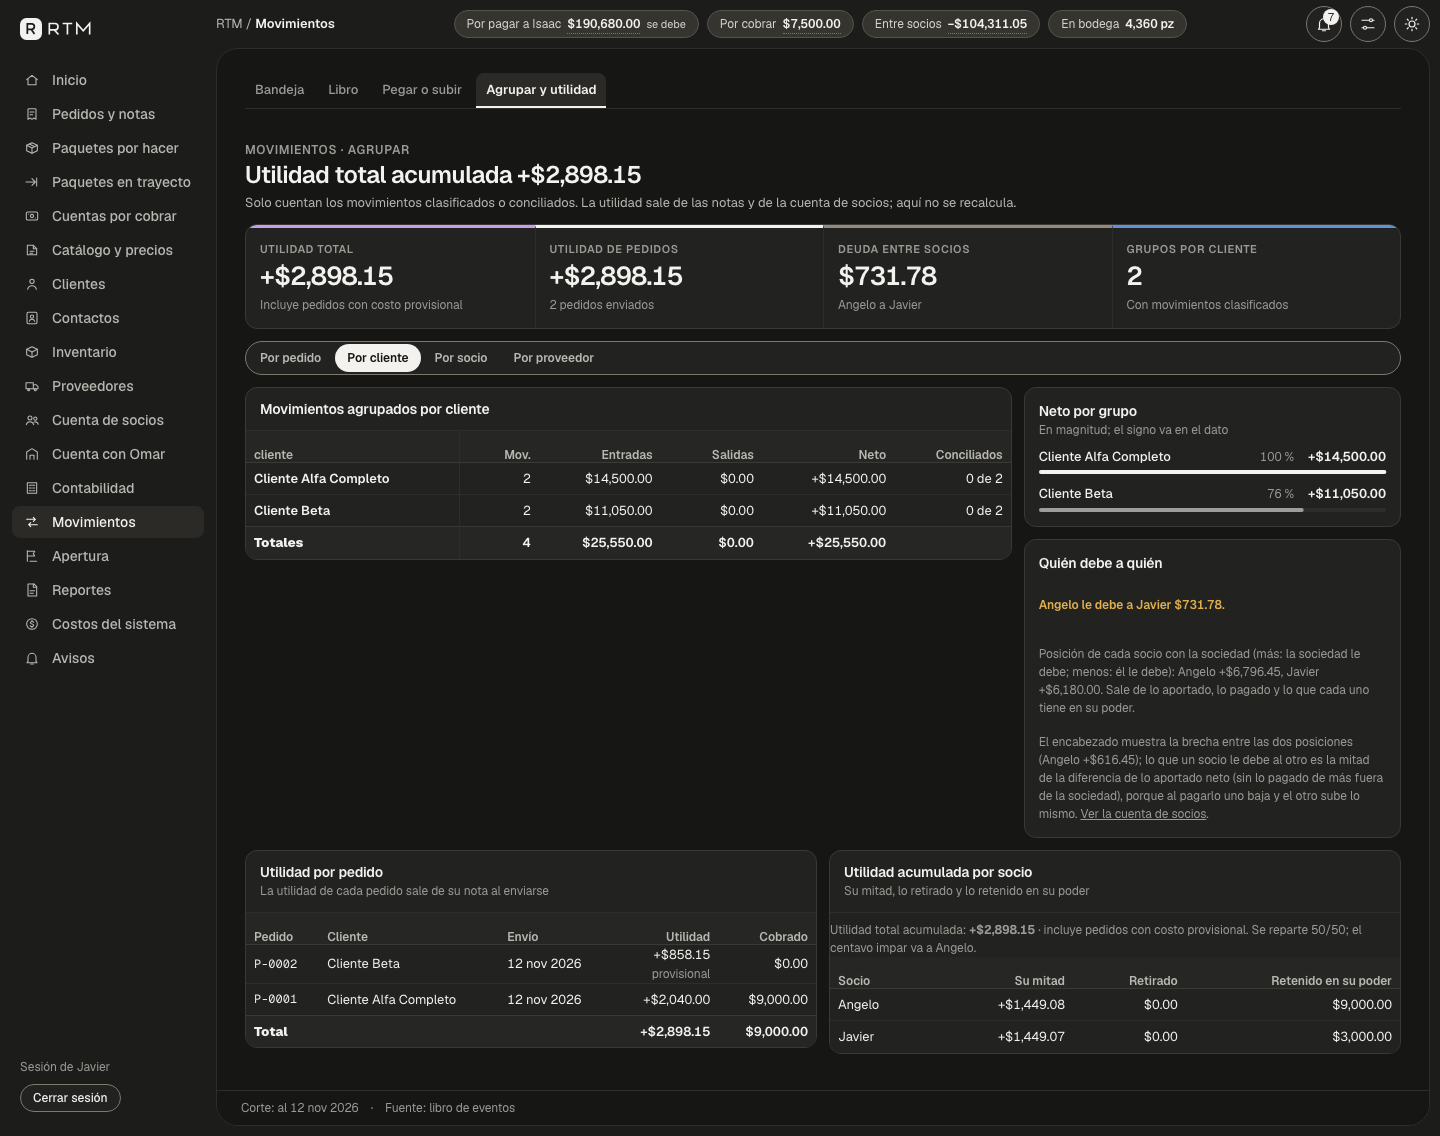 R RTM
RTM / Movimientos
Por pagar a Isaac $190,680.00 se debe
Por cobrar $7,500.00
Entre socios −$104,311.05
En bodega 4,360 pz
7
Inicio
Pedidos y notas
Paquetes por hacer
Paquetes en trayecto
Cuentas por cobrar
Catálogo y precios
Clientes
Contactos
Inventario
Proveedores
Cuenta de socios
Cuenta con Omar
Contabilidad
Movimientos
Apertura
Reportes
Costos del sistema
Avisos
Sesión de Javier
Cerrar sesión
Bandeja Libro Pegar o subir Agrupar y utilidad
MOVIMIENTOS · AGRUPAR
Utilidad total acumulada +$2,898.15
Solo cuentan los movimientos clasificados o conciliados. La utilidad sale de las notas y de la cuenta de socios; aquí no se recalcula.
UTILIDAD TOTAL
+$2,898.15
Incluye pedidos con costo provisional
UTILIDAD DE PEDIDOS
+$2,898.15
2 pedidos enviados
DEUDA ENTRE SOCIOS
$731.78
Angelo a Javier
GRUPOS POR CLIENTE
2
Con movimientos clasificados
Por pedido Por cliente Por socio Por proveedor
Movimientos agrupados por cliente
cliente Mov. Entradas Salidas Neto Conciliados
Cliente Alfa Completo 2 $14,500.00 $0.00 +$14,500.00 0 de 2
Cliente Beta 2 $11,050.00 $0.00 +$11,050.00 0 de 2
Totales 4 $25,550.00 $0.00 +$25,550.00
Neto por grupo
En magnitud; el signo va en el dato
Cliente Alfa Completo 100 % +$14,500.00
Cliente Beta 76 % +$11,050.00
Quién debe a quién
Angelo le debe a Javier $731.78.
Posición de cada socio con la sociedad (más: la sociedad le
debe; menos: él le debe): Angelo +$6,796.45, Javier
+$6,180.00. Sale de lo aportado, lo pagado y lo que cada uno
tiene en su poder.
El encabezado muestra la brecha entre las dos posiciones
(Angelo +$616.45); lo que un socio le debe al otro es la mitad
de la diferencia de lo aportado neto (sin lo pagado de más fuera
de la sociedad), porque al pagarlo uno baja y el otro sube lo
mismo. Ver la cuenta de socios.
Utilidad por pedido
La utilidad de cada pedido sale de su nota al enviarse
Pedido Cliente Envío Utilidad Cobrado
P-0002 Cliente Beta 12 nov 2026 +$858.15 $0.00
provisional
P-0001 Cliente Alfa Completo 12 nov 2026 +$2,040.00 $9,000.00
Total +$2,898.15 $9,000.00
Utilidad acumulada por socio
Su mitad, lo retirado y lo retenido en su poder
Utilidad total acumulada: +$2,898.15 · incluye pedidos con costo provisional. Se reparte 50/50; el
centavo impar va a Angelo.
Socio Su mitad Retirado Retenido en su poder
Angelo +$1,449.08 $0.00 $9,000.00
Javier +$1,449.07 $0.00 $3,000.00
Corte: al 12 nov 2026 · Fuente: libro de eventos